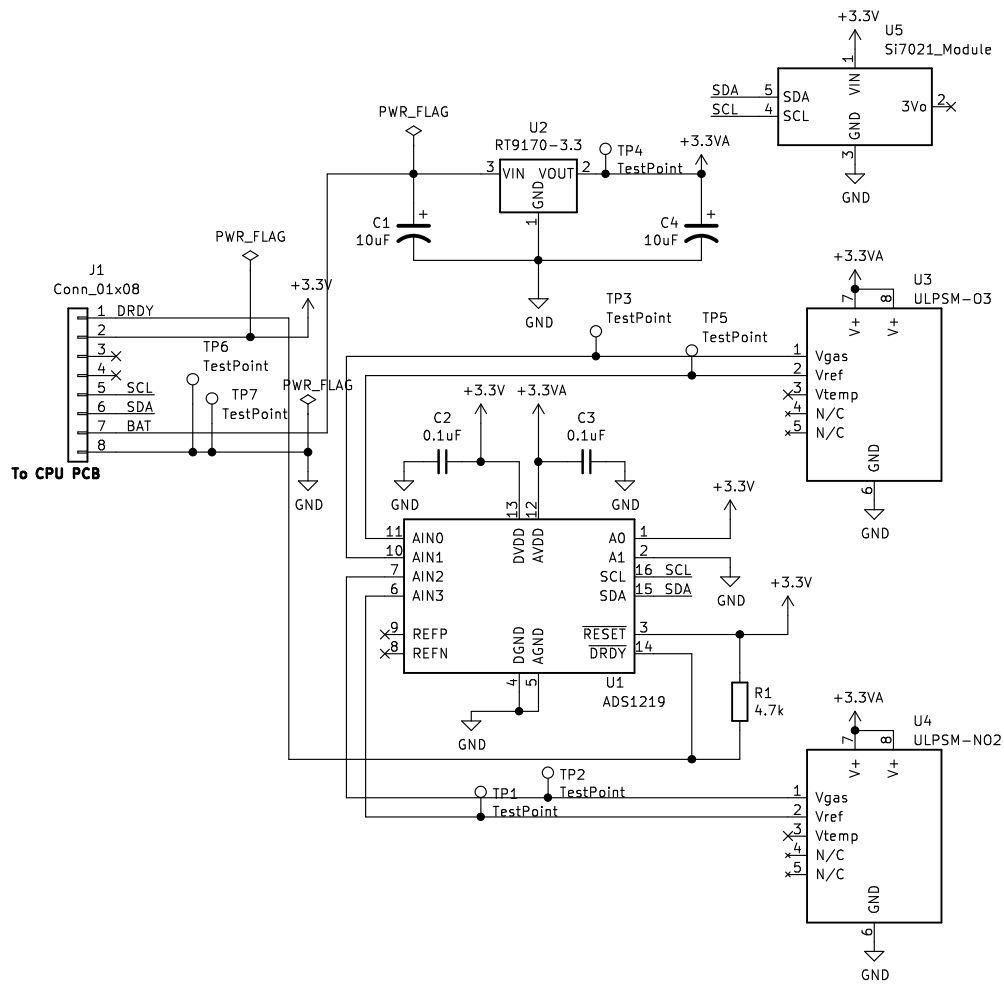 +3.3V
U5
Si7021_Module
1
VIN
SDA 5 SDA
SCL 4 SCL
3Vo 2
GND
3
GND
PWR_FLAG
U2
RT9170-3.3
3 VIN VOUT 2
GND
1
TP4
TestPoint
+3.3VA
C1
10uF
+
C4
10uF
+
GND
PWR_FLAG
+3.3V
J1
Conn_01x08
1 DRDY
2
3
4
5 SCL
6 SDA
7 BAT
8
To CPU PCB
TP6
TestPoint
TP7
TestPoint
PWR_FLAG
GND
TP3
TestPoint
TP5
TestPoint
+3.3VA
U3
ULPSM-O3
7
8
V+
V+
1 Vgas
2 Vref
3 Vtemp
4 N/C
5 N/C
GND
6
GND
+3.3V
+3.3VA
C2
0.1uF
C3
0.1uF
GND
GND
13
12
DVDD
AVDD
11 AIN0
10 AIN1
7 AIN2
6 AIN3
9 REFP
8 REFN
A0 1
A1 2
SCL 16 SCL
SDA 15 SDA
RESET 3
DRDY 14
DGND
AGND
4
5
U1
ADS1219
GND
+3.3V
GND
+3.3V
R1
4.7k
+3.3VA
U4
ULPSM-NO2
7
8
V+
V+
TP2
TestPoint
TP1
TestPoint
1 Vgas
2 Vref
3 Vtemp
4 N/C
5 N/C
GND
6
GND